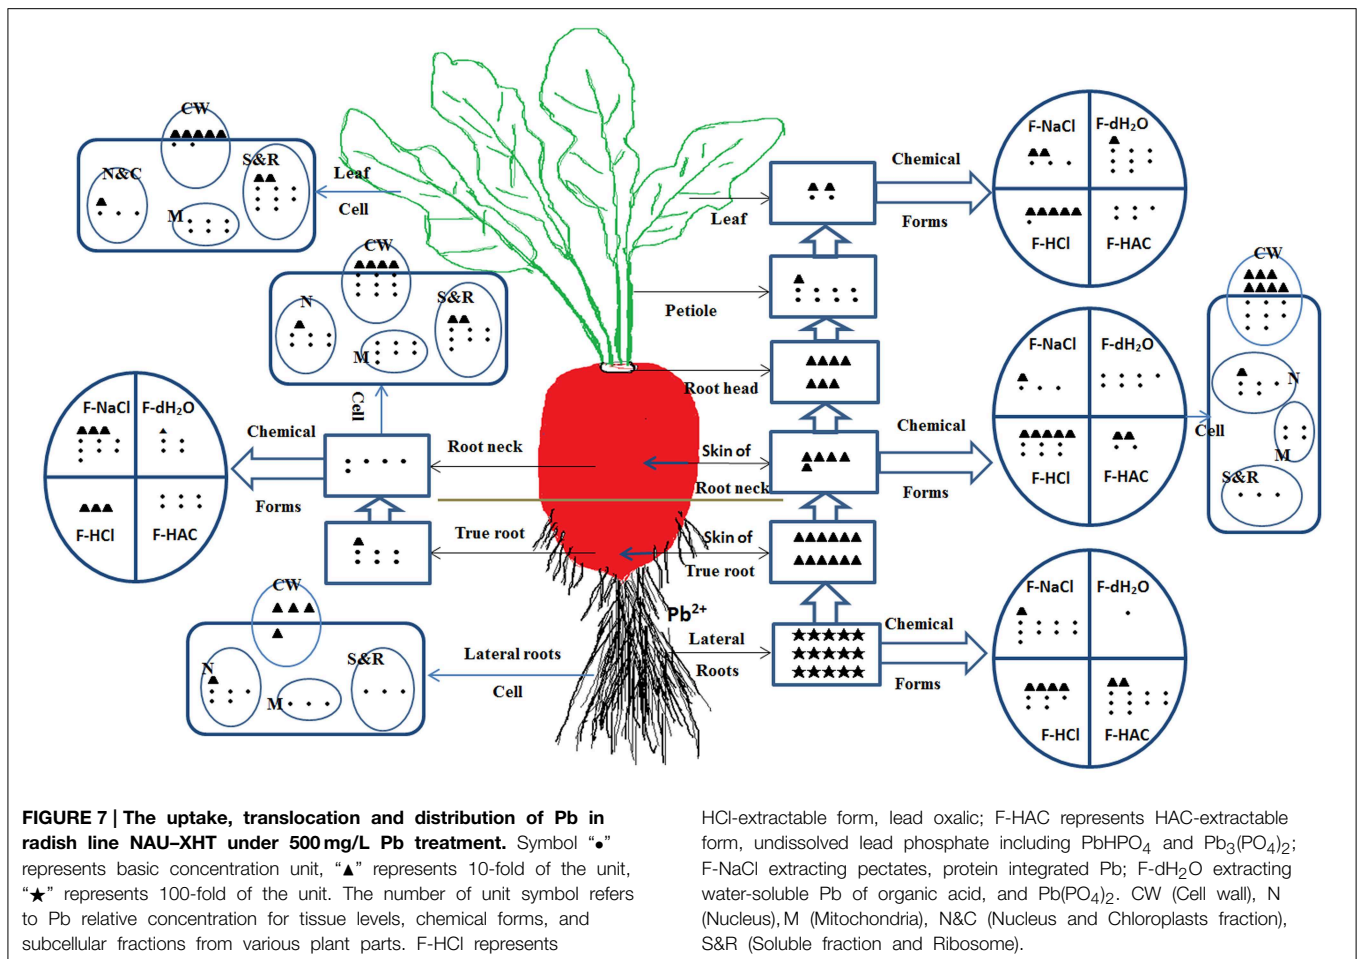 CW
S&R
N&C
M
Leaf
Cell
CW
N
S&R
M
Cell
F-NaCl
F-dH₂O
F-HCl
F-HAC
Chemical
Forms
Root neck
True root
CW
N
S&R
M
Lateral roots
Cell
Leaf
Petiole
Root head
Skin of
Root neck
Skin of
True root
Pb²⁺
Lateral
Roots
Chemical
Forms
F-NaCl
F-dH₂O
F-HCl
F-HAC
Chemical
Forms
F-NaCl
F-dH₂O
F-HCl
F-HAC
Cell
CW
N
M
S&R
Chemical
Forms
F-NaCl
F-dH₂O
F-HCl
F-HAC
FIGURE 7 | The uptake, translocation and distribution of Pb in
radish line NAU–XHT under 500 mg/L Pb treatment. Symbol “●”
represents basic concentration unit, “▲” represents 10-fold of the unit,
“★” represents 100-fold of the unit. The number of unit symbol refers
to Pb relative concentration for tissue levels, chemical forms, and
subcellular fractions from various plant parts. F-HCl represents
HCl-extractable form, lead oxalic; F-HAC represents HAC-extractable
form, undissolved lead phosphate including PbHPO₄ and Pb₃(PO₄)₂;
F-NaCl extracting pectates, protein integrated Pb; F-dH₂O extracting
water-soluble Pb of organic acid, and Pb(PO₄)₂. CW (Cell wall), N
(Nucleus), M (Mitochondria), N&C (Nucleus and Chloroplasts fraction),
S&R (Soluble fraction and Ribosome).